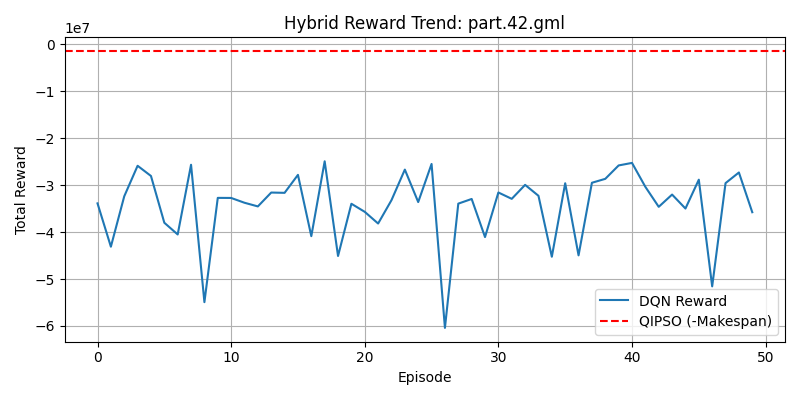 Hybrid Reward Trend: part.42.gml
1e7
0
−1
−2
−3
−4
−5
−6
Total Reward
0
10
20
30
40
50
Episode
DQN Reward
QIPSO (-Makespan)